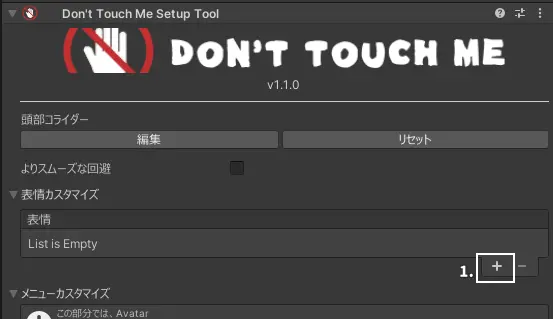 Don't Touch Me Setup Tool
DON'T TOUCH ME
v1.1.0
頭部コライダー
編集 リセット
よりスムーズな回避
表情カスタマイズ
表情
List is Empty
1. + −
メニューカスタマイズ
この部分では、Avatar